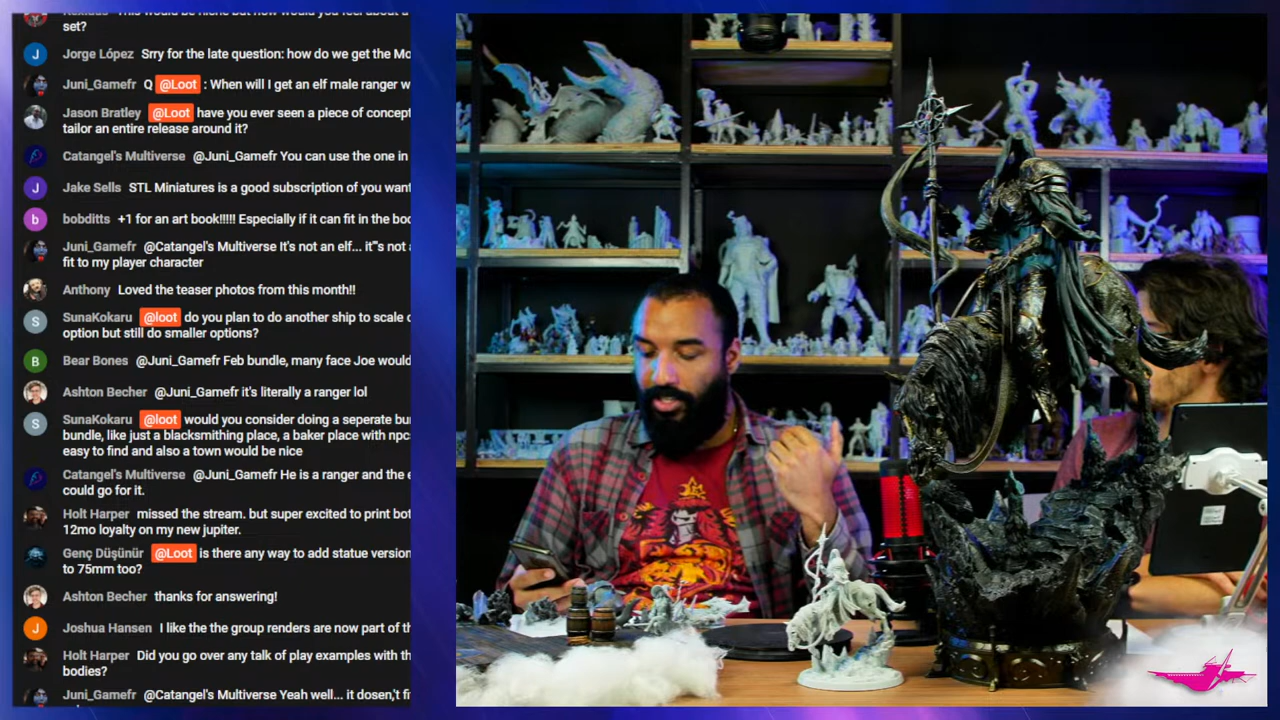 set?
J Jorge López Srry for the late question: how do we get the
Juni_Gamefr Q @Loot : When will I get an elf male ranger
Jason Bratley @Loot have you ever seen a piece of concept
tailor an entire release around it?
Catangel's Multiverse @Juni_Gamefr You can use the one in
J Jake Sells STL Miniatures is a good subscription of you want
b bobditts +1 for an art book!!!!! Especially if it can fit in the
Juni_Gamefr @Catangel's Multiverse It's not an elf... it"s not
fit to my player character
Anthony Loved the teaser photos from this month!!
S SunaKokaru @loot do you plan to do another ship to scale
option but still do smaller options?
B Bear Bones @Juni_Gamefr Feb bundle, many face Joe would
Ashton Becher @Juni_Gamefr it's literally a ranger lol
S SunaKokaru @loot would you consider doing a seperate
bundle, like just a blacksmithing place, a baker place with
easy to find and also a town would be nice
Catangel's Multiverse @Juni_Gamefr He is a ranger and the
could go for it.
Holt Harper missed the stream. but super excited to print
12mo loyalty on my new jupiter.
Genç Düşünür @Loot is there any way to add statue version
to 75mm too?
Ashton Becher thanks for answering!
J Joshua Hansen I like the the group renders are now part of
Holt Harper Did you go over any talk of play examples with
bodies?
Juni_Gamefr @Catangel's Multiverse Yeah well... it dosen,'t